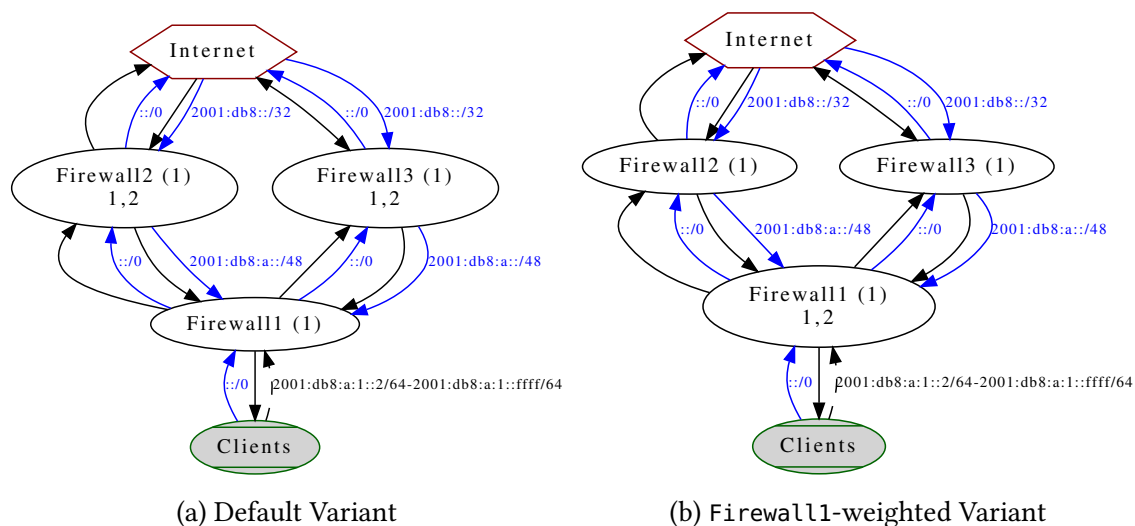 Internet
::/0
2001:db8::/32
2001:db8::/32
::/0
Firewall2 (1)
1,2
Firewall3 (1)
1,2
::/0
2001:db8:a::/48
::/0
2001:db8:a::/48
Firewall1 (1)
::/0
2001:db8:a:1::2/64-2001:db8:a:1::ffff/64
Clients
(a) Default Variant
Internet
::/0
2001:db8::/32
::/0
2001:db8::/32
Firewall2 (1)
Firewall3 (1)
::/0
2001:db8:a::/48
::/0
2001:db8:a::/48
Firewall1 (1)
1,2
::/0
2001:db8:a:1::2/64-2001:db8:a:1::ffff/64
Clients
(b) Firewall1-weighted Variant